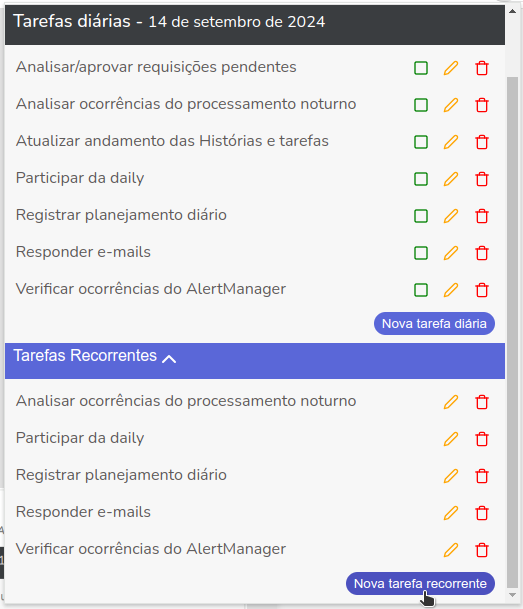 Tarefas diárias - 14 de setembro de 2024
Analisar/aprovar requisições pendentes
Analisar ocorrências do processamento noturno
Atualizar andamento das Histórias e tarefas
Participar da daily
Registrar planejamento diário
Responder e-mails
Verificar ocorrências do AlertManager
Nova tarefa diária
Tarefas Recorrentes
Analisar ocorrências do processamento noturno
Participar da daily
Registrar planejamento diário
Responder e-mails
Verificar ocorrências do AlertManager
Nova tarefa recorrente